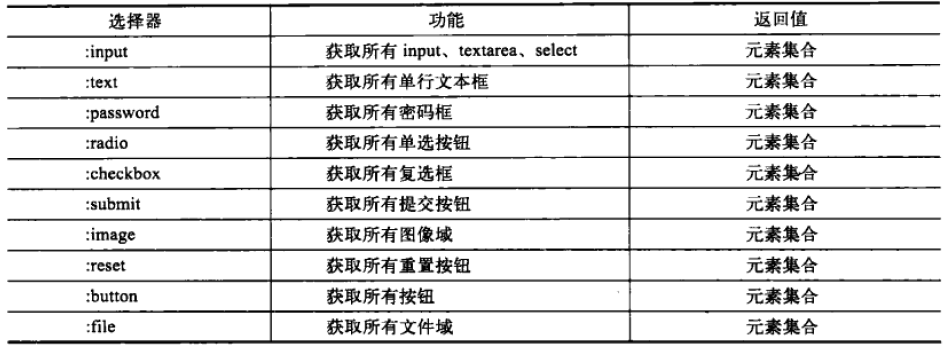 选择器 功能 返回值
:input 获取所有 input、textarea、select 元素集合
:text 获取所有单行文本框 元素集合
:password 获取所有密码框 元素集合
:radio 获取所有单选按钮 元素集合
:checkbox 获取所有复选框 元素集合
:submit 获取所有提交按钮 元素集合
:image 获取所有图像域 元素集合
:reset 获取所有重置按钮 元素集合
:button 获取所有按钮 元素集合
:file 获取所有文件域 元素集合